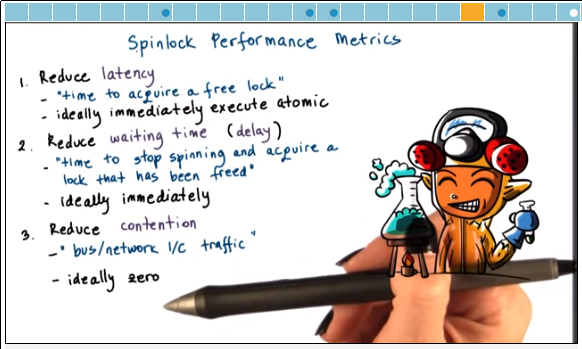 Spinlock Performance Metrics
1. Reduce latency
- "time to acquire a free lock"
- ideally immediately execute atomic
2. Reduce waiting time (delay)
- "time to stop spinning and acquire a
lock that has been freed"
- ideally immediately
3. Reduce contention
- "bus/network I/C traffic"
- ideally zero